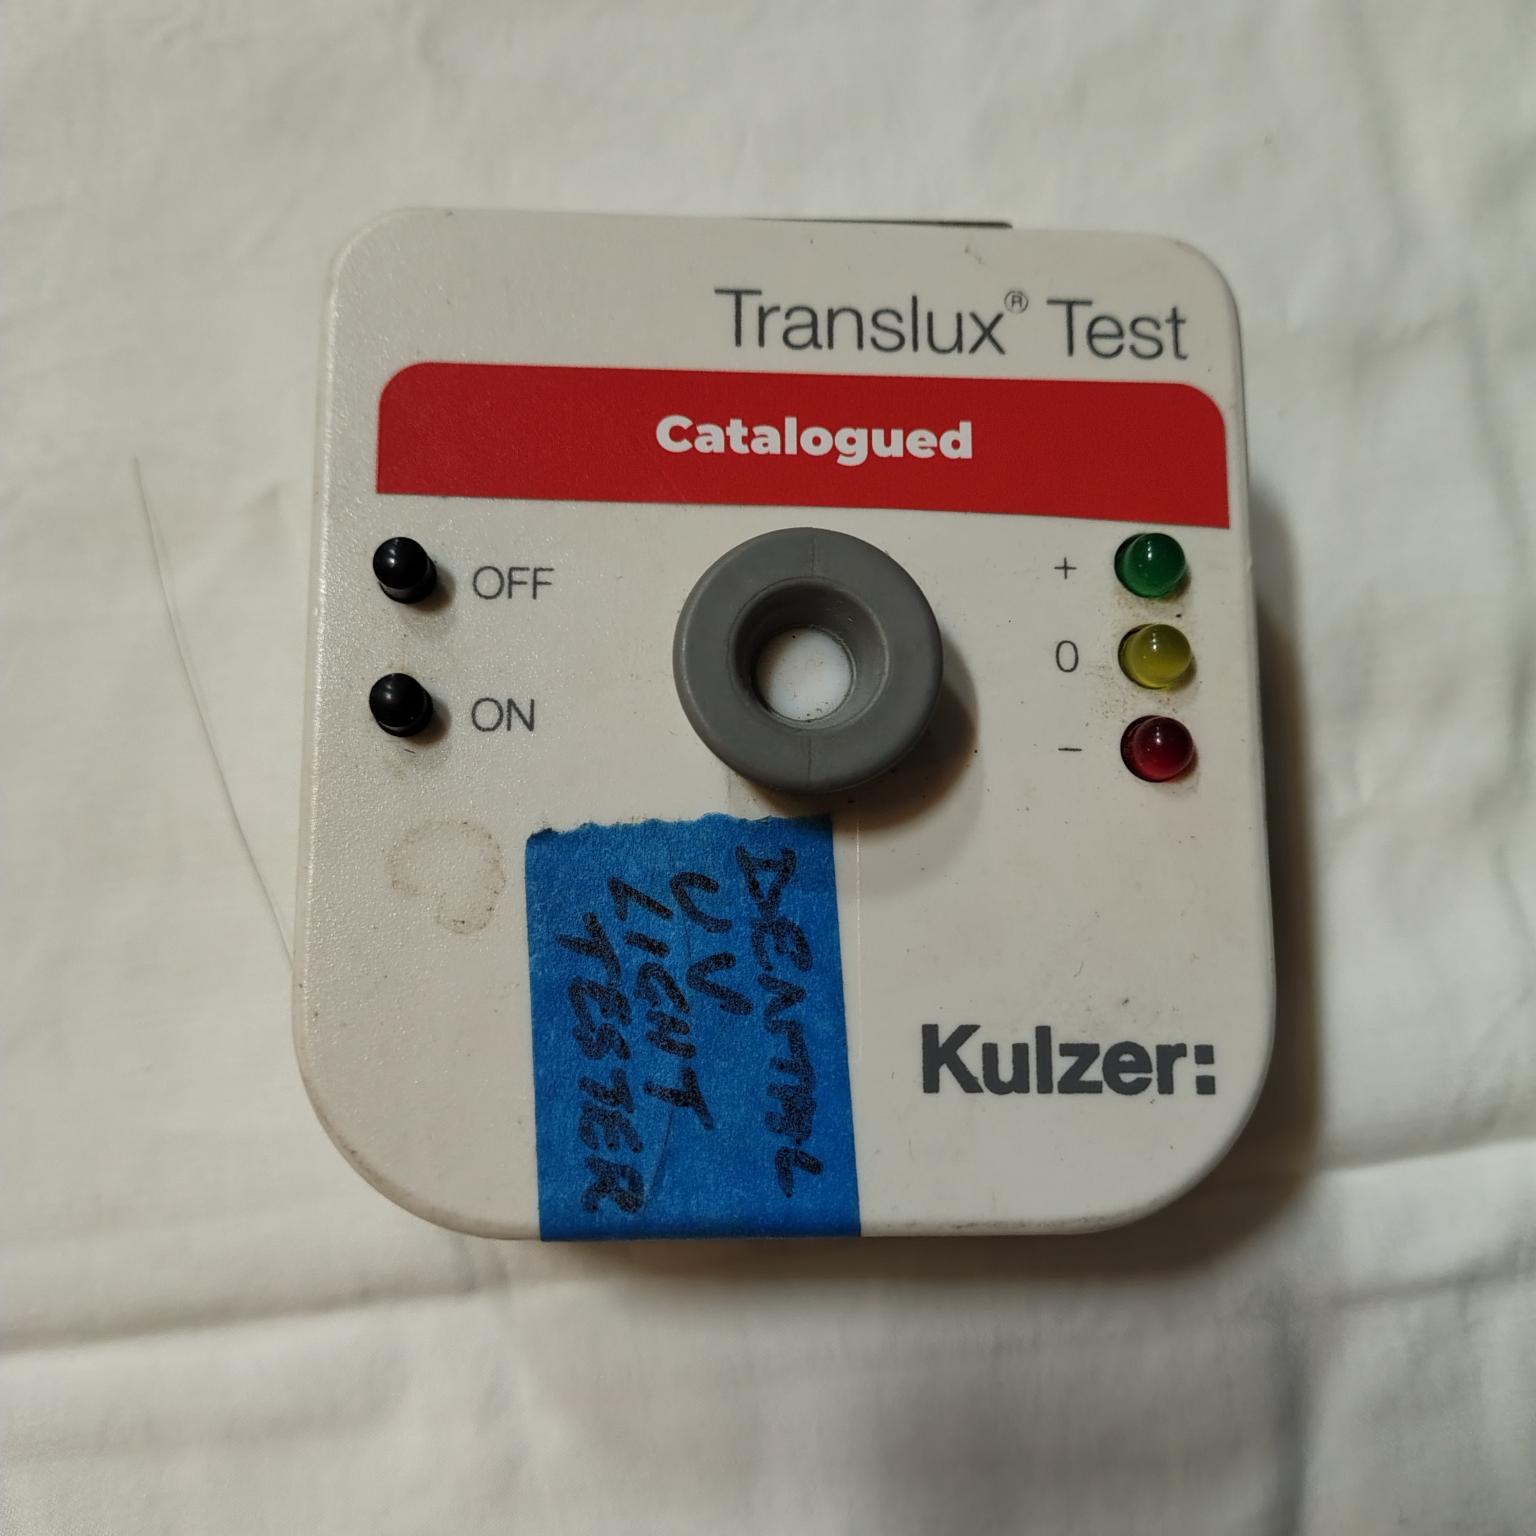 Translux® Test
Catalogued
OFF
ON
+
0
−
DENTAL
UV
LIGHT
TESTER
Kulzer: